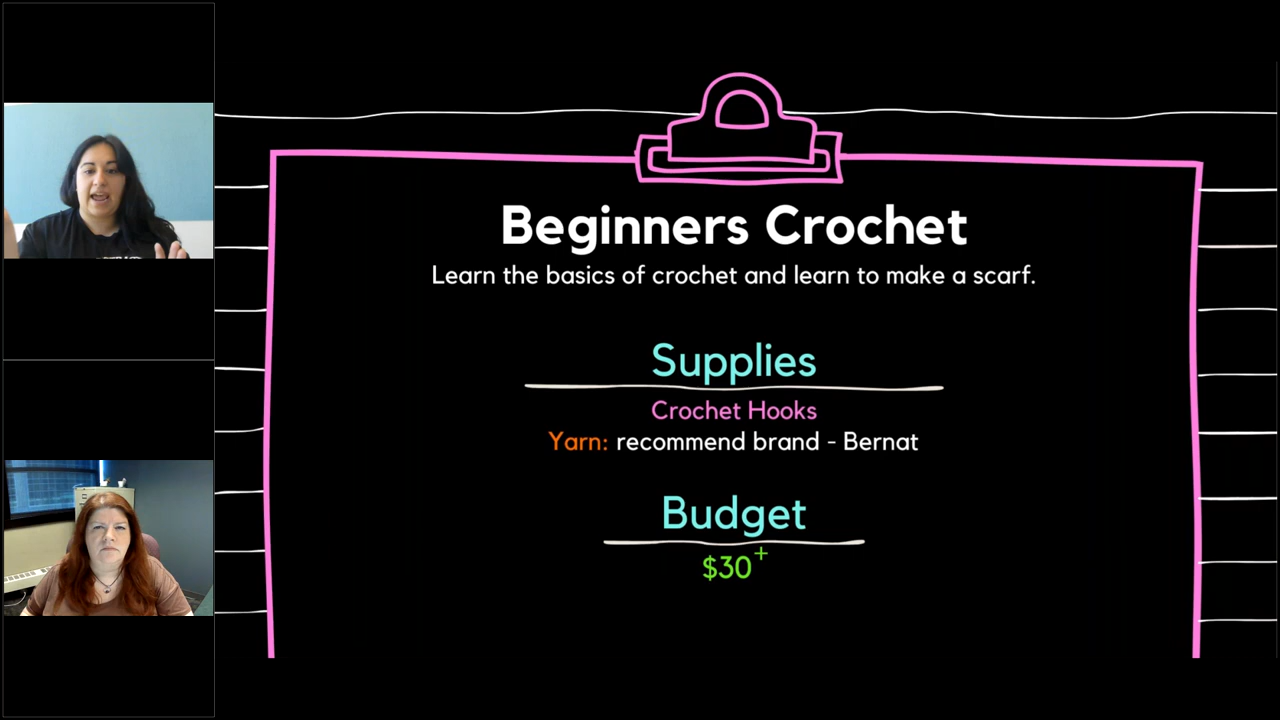 Beginners Crochet
Learn the basics of crochet and learn to make a scarf.
Supplies
Crochet Hooks
Yarn: recommend brand - Bernat
Budget
$30+